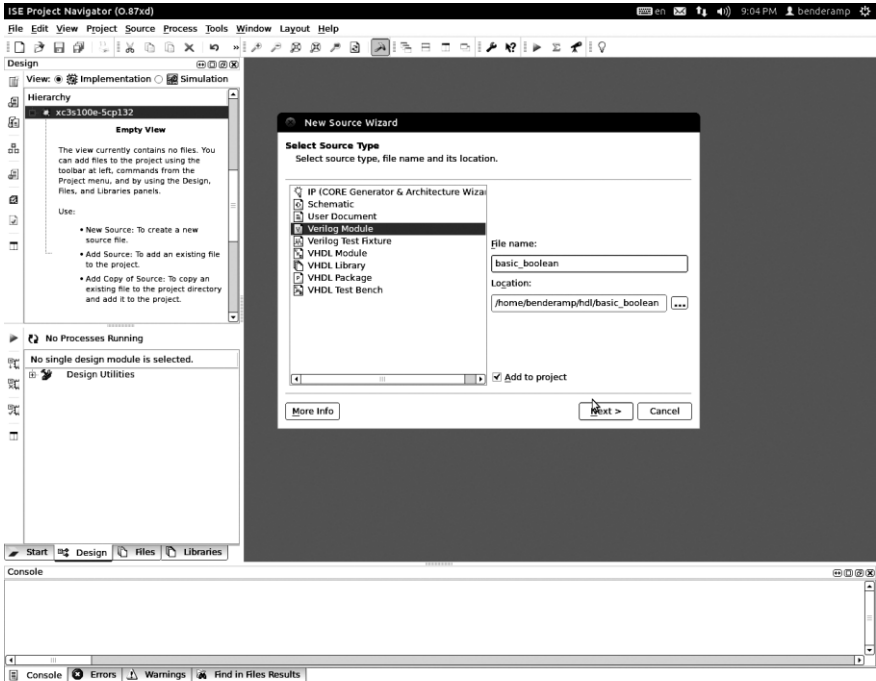 ISE Project Navigator (O.87xd)
en 9:04 PM benderamp
File Edit View Project Source Process Tools Window Layout Help
Design
View: Implementation Simulation
Hierarchy
xc3s100e-5cp132
Empty View
The view currently contains no files. You
can add files to the project using the
toolbar at left, commands from the
Project menu, and by using the Design,
Files, and Libraries panels.
Use:
• New Source: To create a new
source file.
• Add Source: To add an existing file
to the project.
• Add Copy of Source: To copy an
existing file to the project directory
and add it to the project.
No Processes Running
No single design module is selected.
Design Utilities
Start Design Files Libraries
New Source Wizard
Select Source Type
Select source type, file name and its location.
IP (CORE Generator & Architecture Wiza
Schematic
User Document
Verilog Module
Verilog Test Fixture
VHDL Module
VHDL Library
VHDL Package
VHDL Test Bench
File name:
basic_boolean
Location:
/home/benderamp/hdl/basic_boolean ...
Add to project
More Info Next > Cancel
Console
Console Errors Warnings Find in Files Results